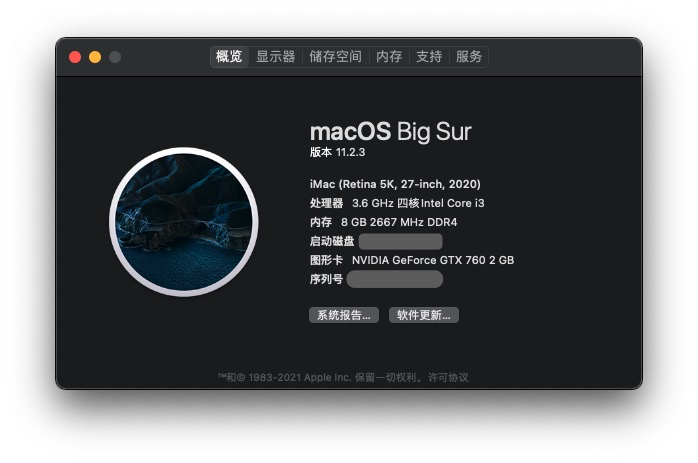 概览 显示器 储存空间 内存 支持 服务
macOS Big Sur
版本 11.2.3
iMac (Retina 5K, 27-inch, 2020)
处理器 3.6 GHz 四核Intel Core i3
内存 8 GB 2667 MHz DDR4
启动磁盘
图形卡 NVIDIA GeForce GTX 760 2 GB
序列号
系统报告... 软件更新...
™和© 1983-2021 Apple Inc. 保留一切权利。许可协议